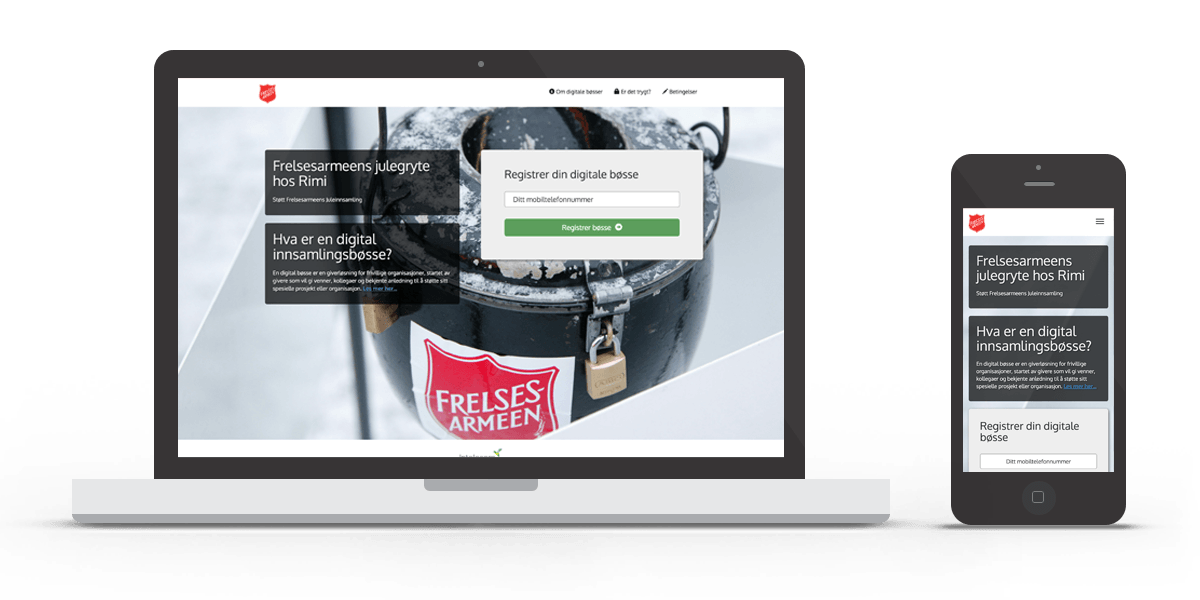 FRELSES-
ARMEEN
Om digitale bøsser
Er det trygt?
Betingelser
Frelsesarmeens julegryte
hos Rimi
Støtt Frelsesarmeens Juleinnsamling
Hva er en digital
innsamlingsbøsse?
En digital bøsse er en giverløsning for frivillige organisasjoner, startet av
givere som vil gi venner, kollegaer og bekjente anledning til å støtte sitt
spesielle prosjekt eller organisasjon. Les mer her...
Registrer din digitale bøsse
Ditt mobiltelefonnummer
Registrer bøsse
FRELSES-
ARMEEN
FRELSES-
ARMEEN
Frelsesarmeens
julegryte hos Rimi
Støtt Frelsesarmeens Juleinnsamling
Hva er en digital
innsamlingsbøsse?
En digital bøsse er en giverløsning for frivillige
organisasjoner, startet av givere som vil gi venner,
kollegaer og bekjente anledning til å støtte sitt
spesielle prosjekt eller organisasjon. Les mer her...
Registrer din digitale
bøsse
Ditt mobiltelefonnummer